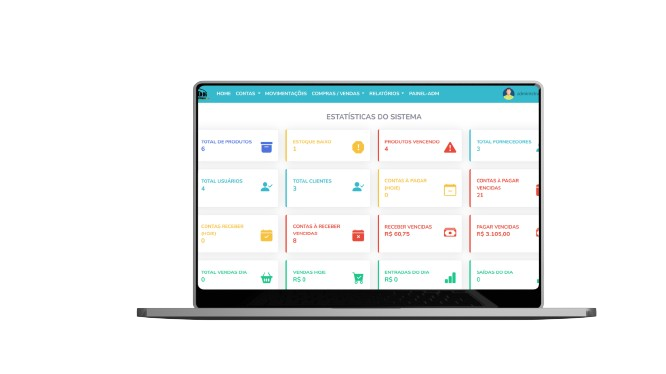 HOME CONTAS MOVIMENTAÇÕES COMPRAS / VENDAS RELATÓRIOS PAINEL-ADM
ESTATÍSTICAS DO SISTEMA
TOTAL DE PRODUTOS
6
ESTOQUE BAIXO
1
PRODUTOS VENCENDO
4
TOTAL FORNECEDORES
3
TOTAL USUÁRIOS
4
TOTAL CLIENTES
3
CONTAS À PAGAR
(HOJE)
0
CONTAS À PAGAR
VENCIDAS
21
CONTAS RECEBER
(HOJE)
0
CONTAS À RECEBER
VENCIDAS
8
RECEBER VENCIDAS
R$ 60,75
PAGAR VENCIDAS
R$ 3.105,00
TOTAL VENDAS DIA
0
VENDAS HOJE
R$ 0
ENTRADAS DO DIA
R$ 0
SAÍDAS DO DIA
0